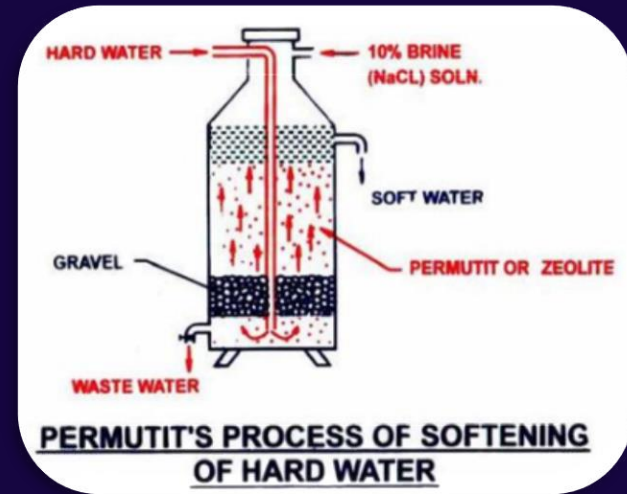 HARD WATER
10% BRINE
(NaCL) SOLN.
SOFT WATER
GRAVEL
PERMUTIT OR ZEOLITE
WASTE WATER
PERMUTIT'S PROCESS OF SOFTENING
OF HARD WATER